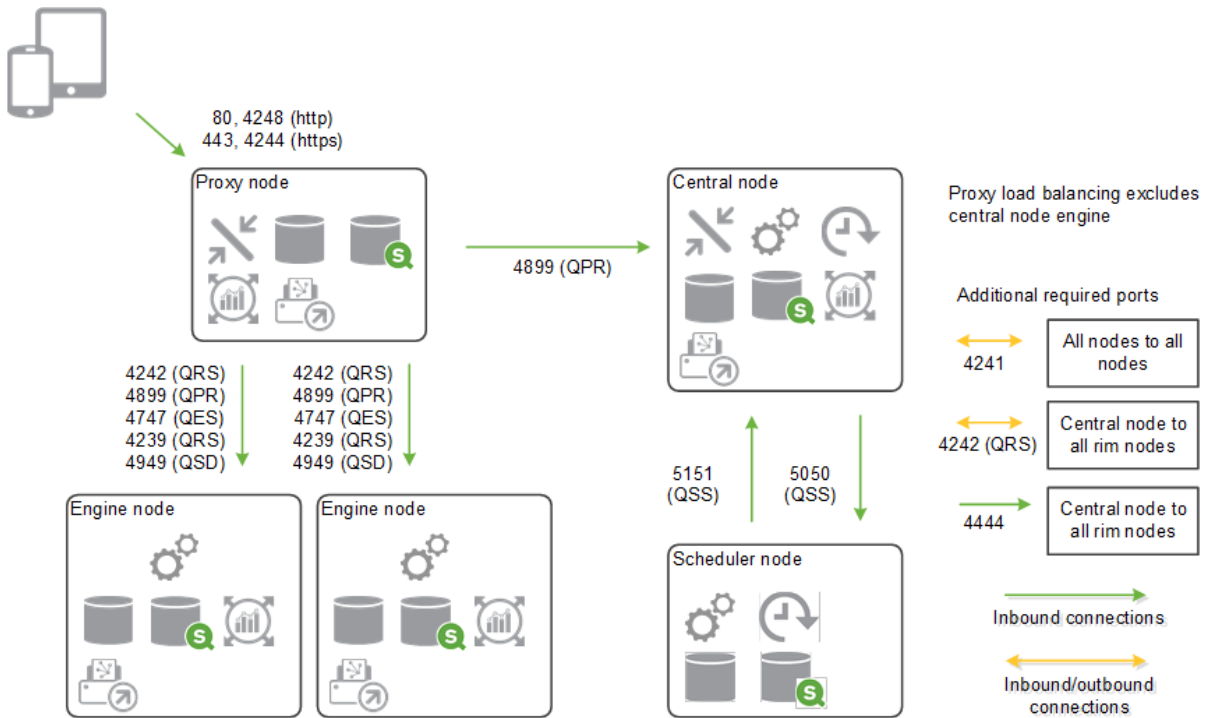 80, 4248 (http)
443, 4244 (https)
Proxy node
Central node
Proxy load balancing excludes
central node engine
4899 (QPR)
Additional required ports
4241
All nodes to all
nodes
4242 (QRS)
Central node to
all rim nodes
4444
Central node to
all rim nodes
4242 (QRS)
4899 (QPR)
4747 (QES)
4239 (QRS)
4949 (QSD)
4242 (QRS)
4899 (QPR)
4747 (QES)
4239 (QRS)
4949 (QSD)
5151
(QSS)
5050
(QSS)
Engine node
Engine node
Scheduler node
S
S
S
S
S
Inbound connections
Inbound/outbound
connections